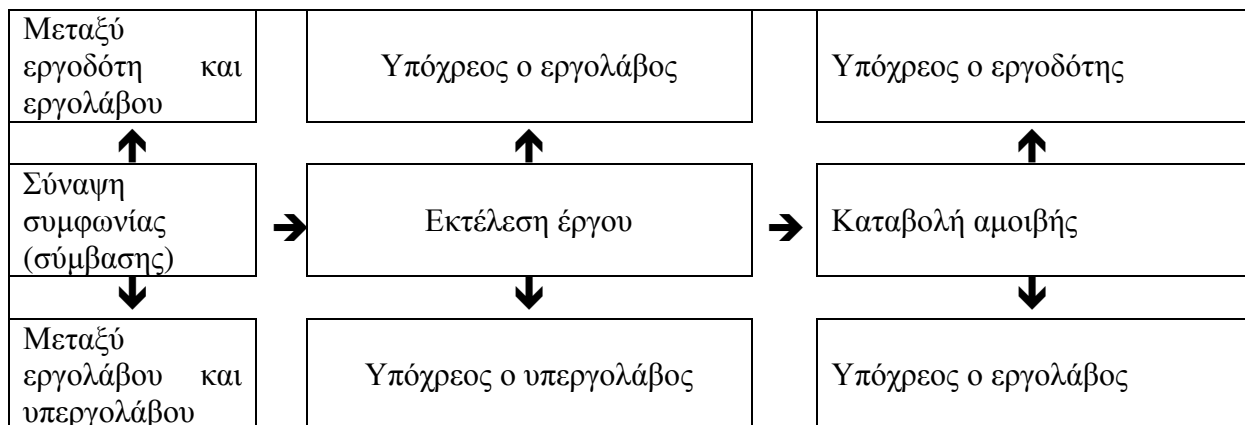 Μεταξύ
εργοδότη και
εργολάβου
Υπόχρεος ο εργολάβος
Υπόχρεος ο εργοδότης
Σύναψη
συμφωνίας
(σύμβασης)
Εκτέλεση έργου
Καταβολή αμοιβής
Μεταξύ
εργολάβου και
υπεργολάβου
Υπόχρεος ο υπεργολάβος
Υπόχρεος ο εργολάβος